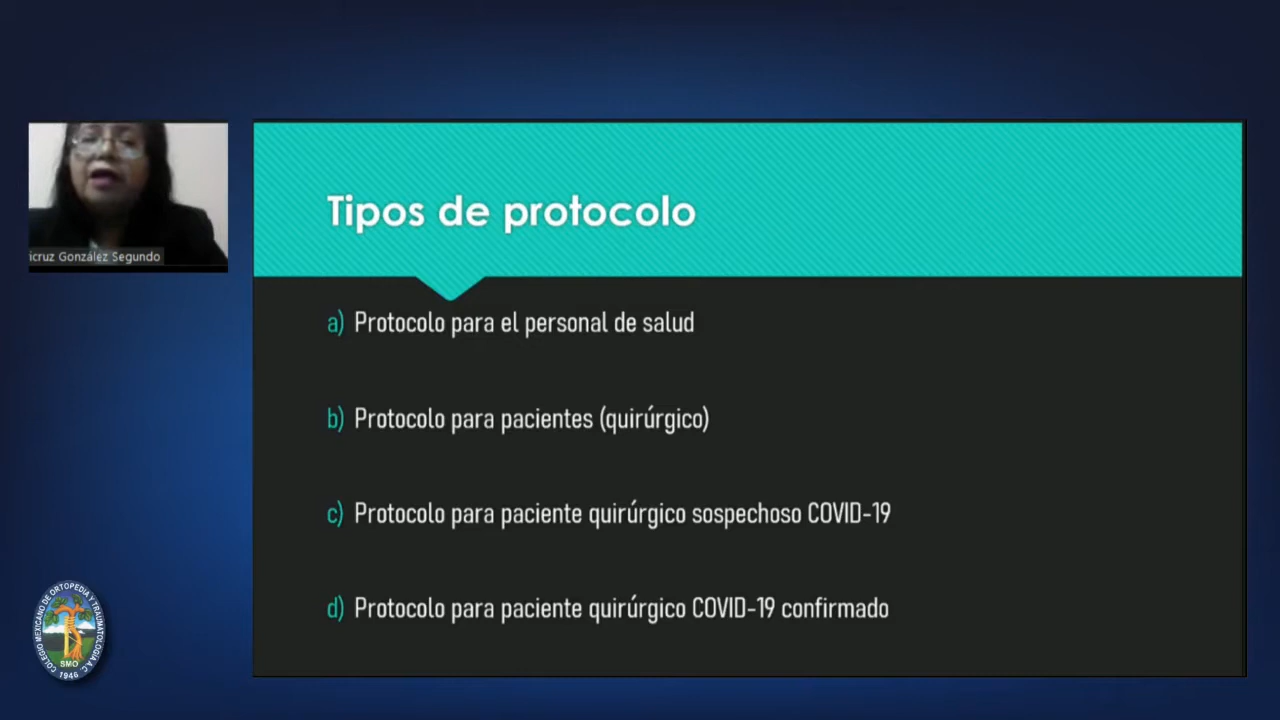 Tipos de protocolo
icruz González Segundo
a) Protocolo para el personal de salud
b) Protocolo para pacientes (quirúrgico)
c) Protocolo para paciente quirúrgico sospechoso COVID-19
d) Protocolo para paciente quirúrgico COVID-19 confirmado
COLEGIO MEXICANO DE ORTOPEDIA Y TRAUMATOLOGIA A.C.
SMO
1946